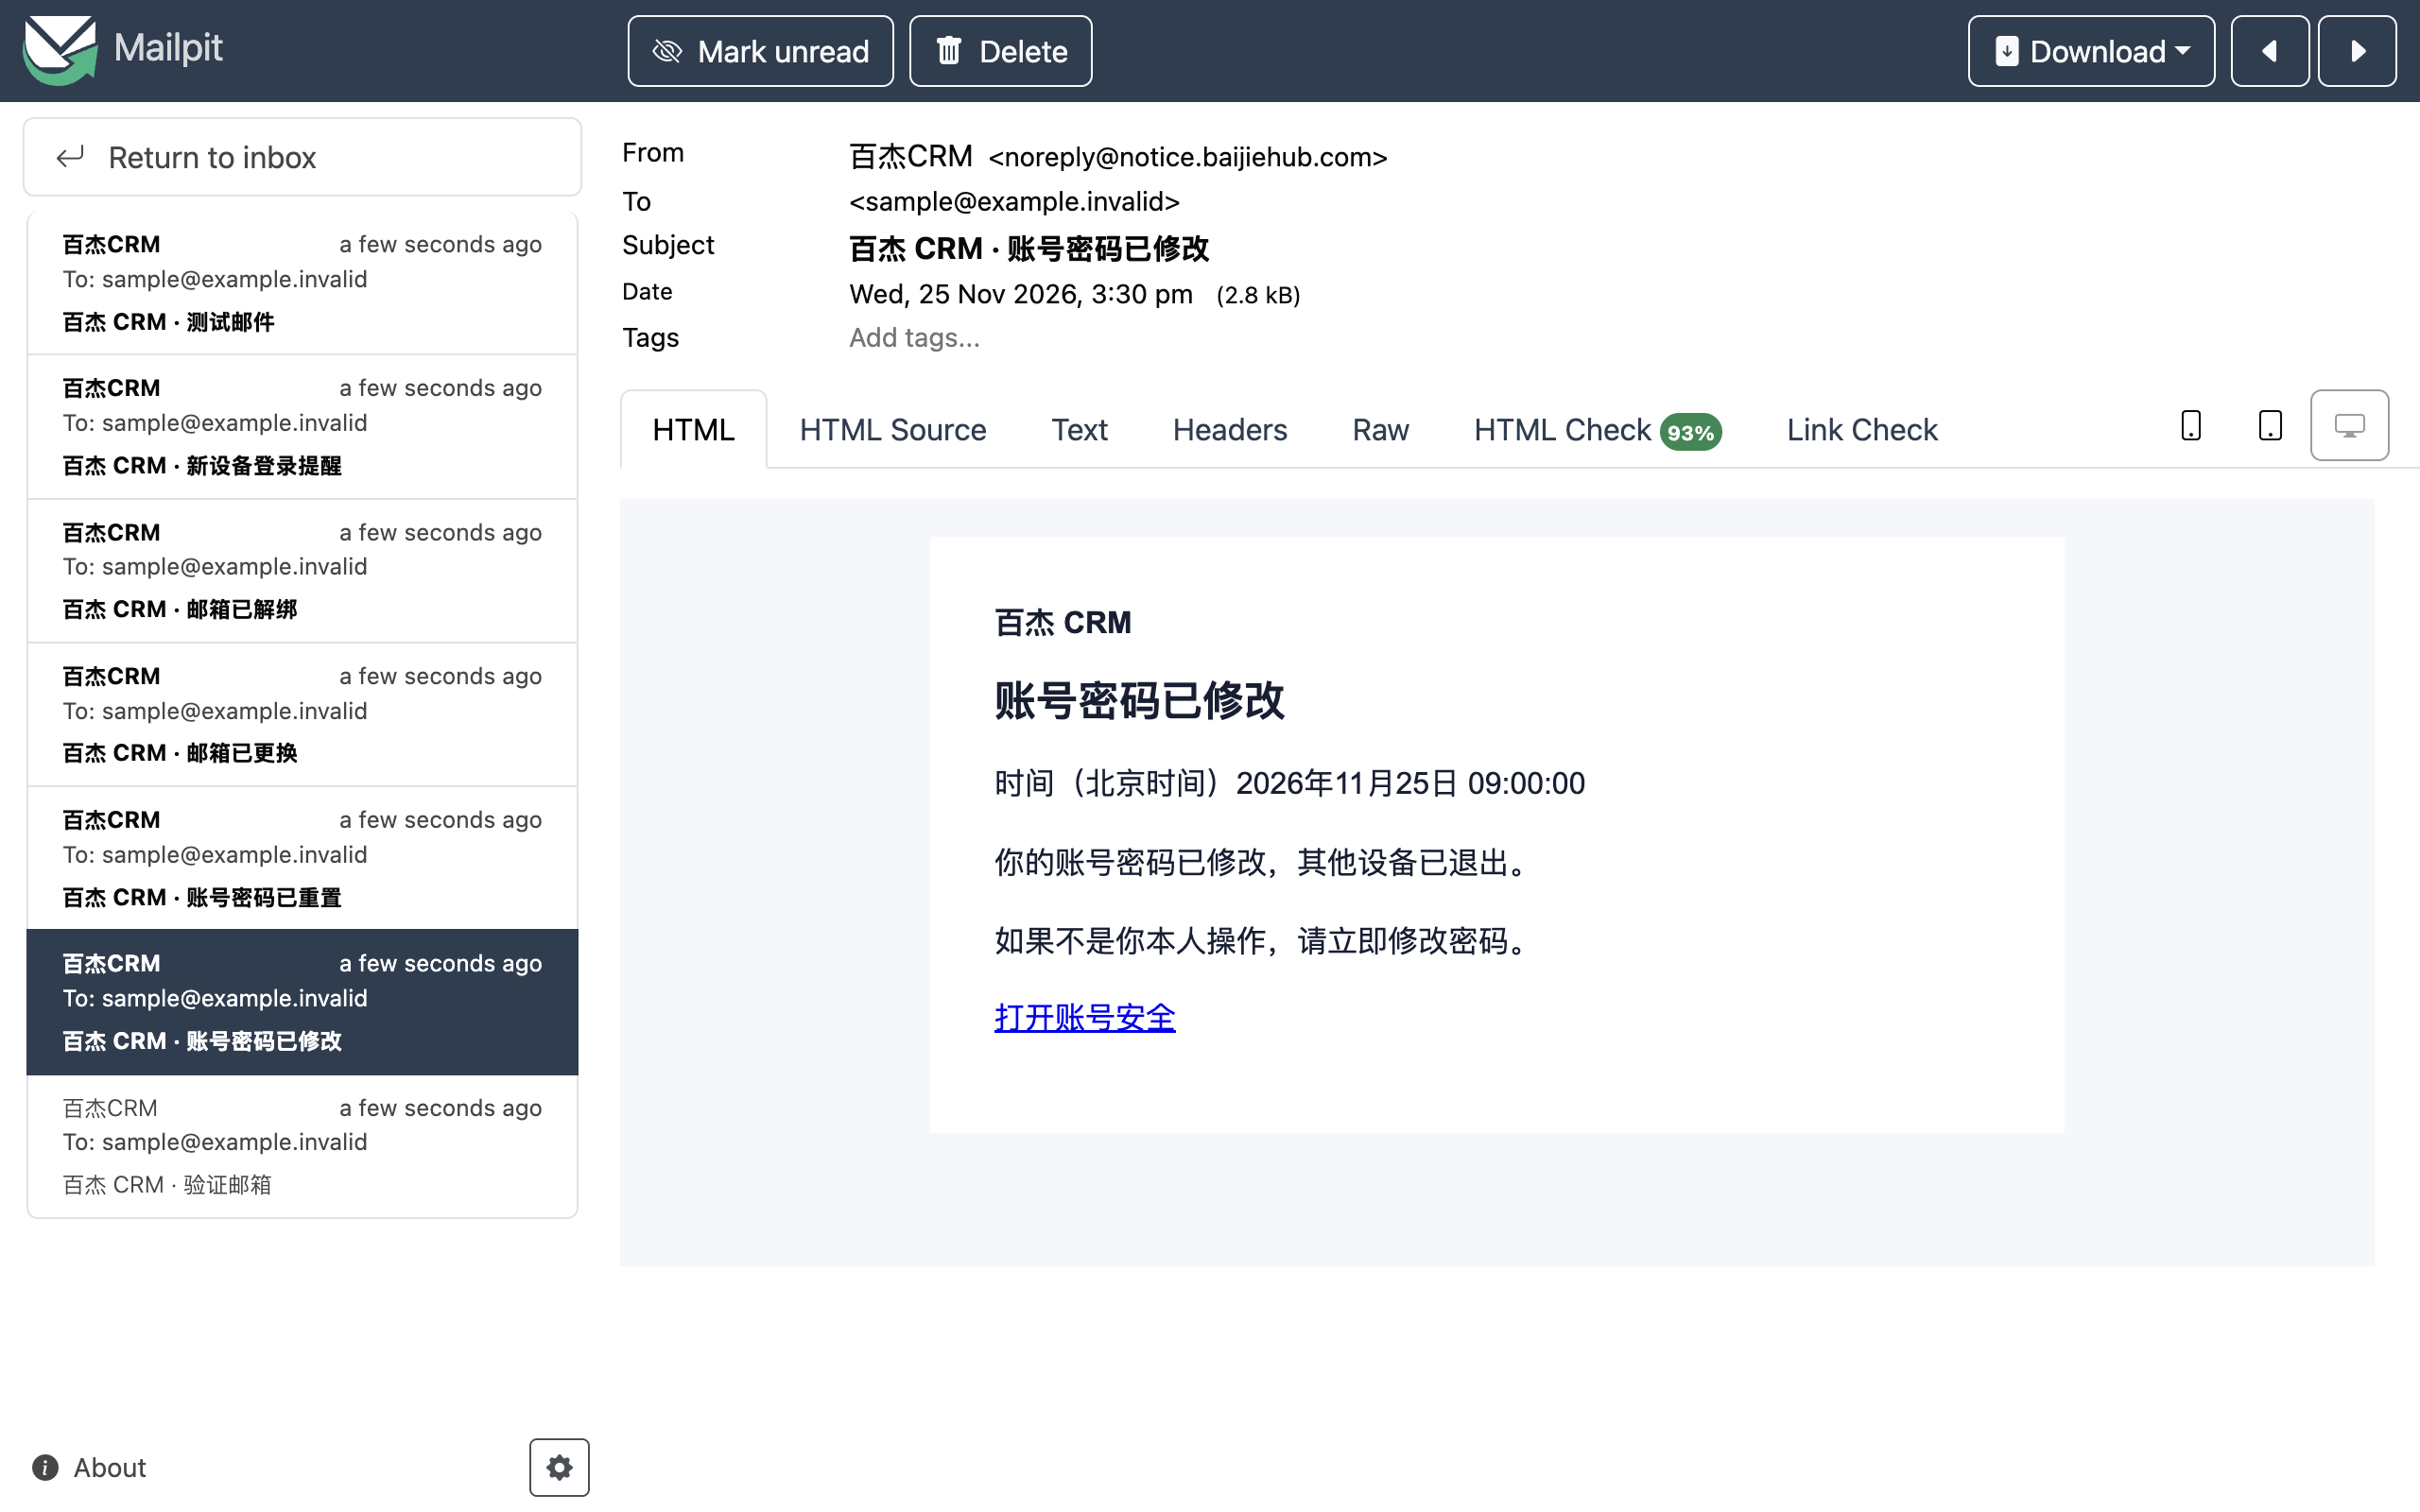 Mailpit
Mark unread
Delete
Download
Return to inbox
百杰CRM a few seconds ago
To: sample@example.invalid
百杰 CRM · 测试邮件
百杰CRM a few seconds ago
To: sample@example.invalid
百杰 CRM · 新设备登录提醒
百杰CRM a few seconds ago
To: sample@example.invalid
百杰 CRM · 邮箱已解绑
百杰CRM a few seconds ago
To: sample@example.invalid
百杰 CRM · 邮箱已更换
百杰CRM a few seconds ago
To: sample@example.invalid
百杰 CRM · 账号密码已重置
百杰CRM a few seconds ago
To: sample@example.invalid
百杰 CRM · 账号密码已修改
百杰CRM a few seconds ago
To: sample@example.invalid
百杰 CRM · 验证邮箱
About
From 百杰CRM <noreply@notice.baijiehub.com>
To <sample@example.invalid>
Subject 百杰 CRM · 账号密码已修改
Date Wed, 25 Nov 2026, 3:30 pm (2.8 kB)
Tags Add tags...
HTML HTML Source Text Headers Raw HTML Check 93% Link Check
百杰 CRM
账号密码已修改
时间（北京时间）2026年11月25日 09:00:00
你的账号密码已修改，其他设备已退出。
如果不是你本人操作，请立即修改密码。
打开账号安全